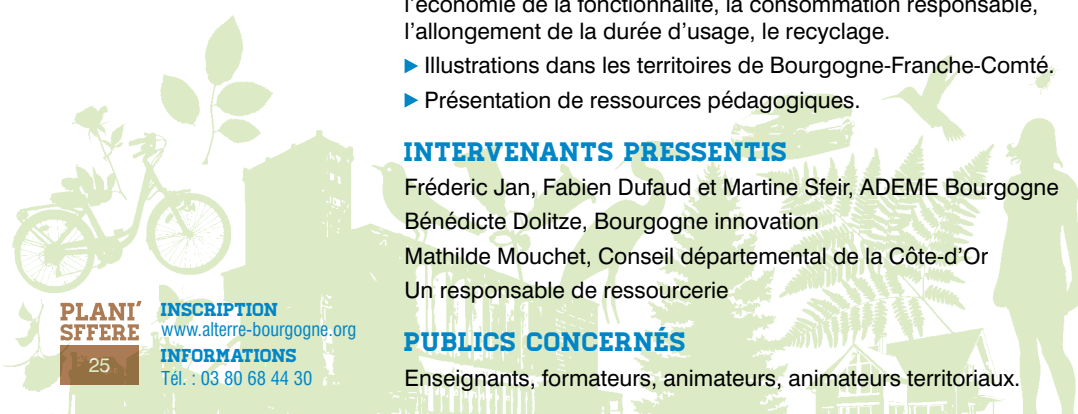 l'économie de la fonctionnalité, la consommation responsable,
l'allongement de la durée d'usage, le recyclage.
► Illustrations dans les territoires de Bourgogne-Franche-Comté.
► Présentation de ressources pédagogiques.
INTERVENANTS PRESSENTIS
Fréderic Jan, Fabien Dufaud et Martine Sfeir, ADEME Bourgogne
Bénédicte Dolitze, Bourgogne innovation
Mathilde Mouchet, Conseil départemental de la Côte-d'Or
Un responsable de ressourcerie
PUBLICS CONCERNÉS
Enseignants, formateurs, animateurs, animateurs territoriaux.
PLANI'
SFFERE
25
INSCRIPTION
www.alterre-bourgogne.org
INFORMATIONS
Tél. : 03 80 68 44 30